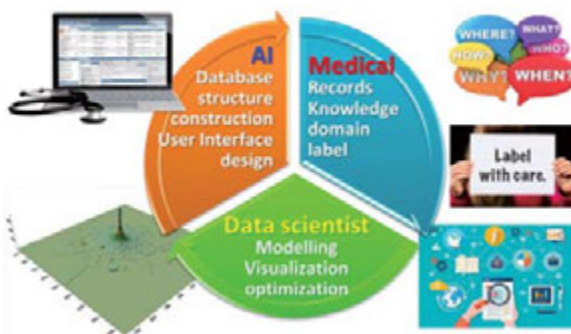 AI
Database
structure
construction
User Interface
design
Medical
Records
Knowledge
domain
label
Data scientist
Modelling
Visualization
optimization
WHERE?
WHAT?
HOW?
WHO?
WHY?
WHEN?
Label
with care.